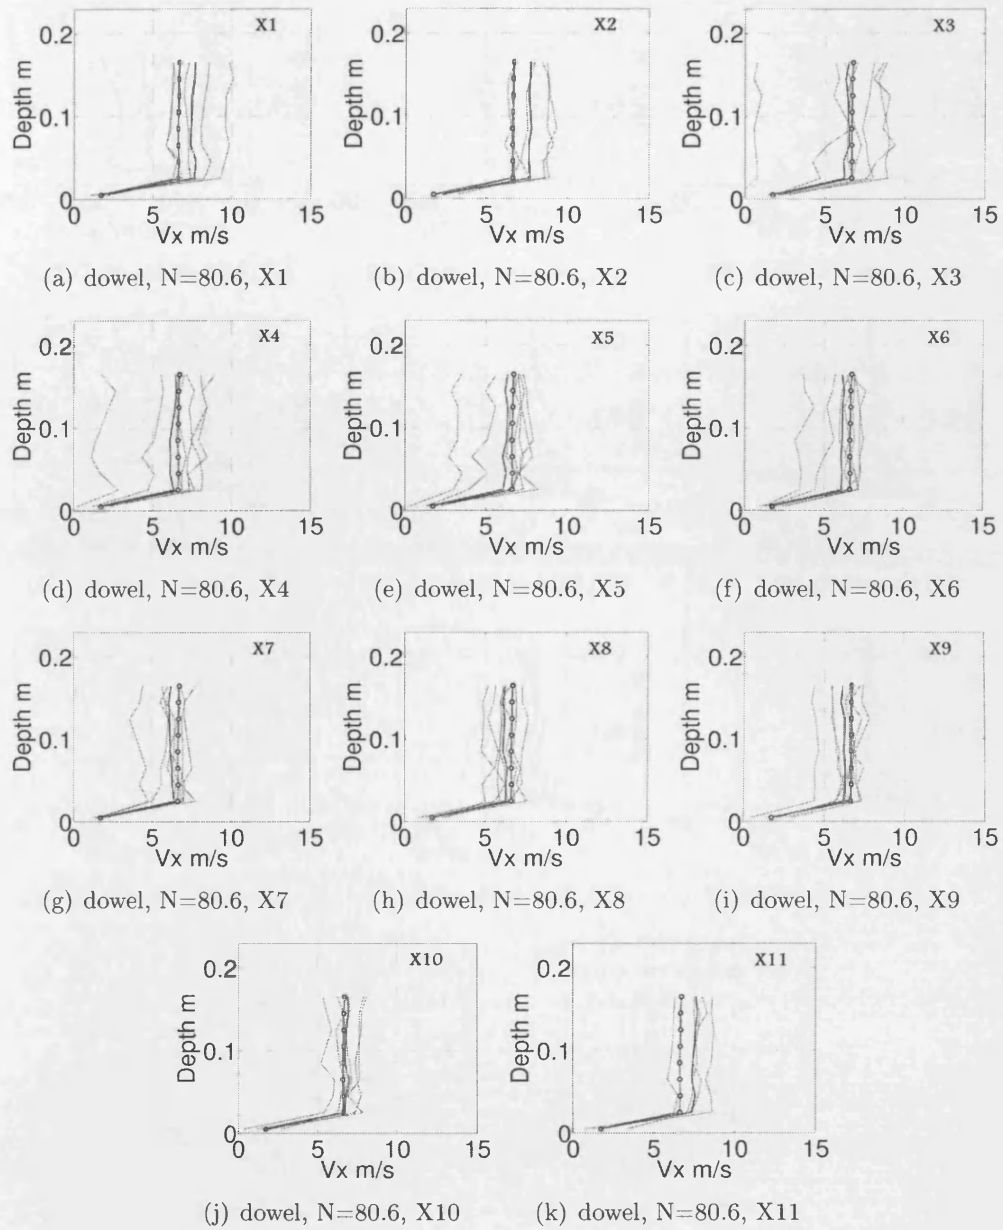 X1 X2 X3
0.2 0.2 0.2
Depth m Depth m Depth m
0.1 0.1 0.1
0 0 0
0 5 10 15 0 5 10 15 0 5 10 15
Vx m/s Vx m/s Vx m/s
(a) dowel, N=80.6, X1 (b) dowel, N=80.6, X2 (c) dowel, N=80.6, X3
X4 X5 X6
0.2 0.2 0.2
Depth m Depth m Depth m
0.1 0.1 0.1
0 0 0
0 5 10 15 0 5 10 15 0 5 10 15
Vx m/s Vx m/s Vx m/s
(d) dowel, N=80.6, X4 (e) dowel, N=80.6, X5 (f) dowel, N=80.6, X6
X7 X8 X9
0.2 0.2 0.2
Depth m Depth m Depth m
0.1 0.1 0.1
0 0 0
0 5 10 15 0 5 10 15 0 5 10 15
Vx m/s Vx m/s Vx m/s
(g) dowel, N=80.6, X7 (h) dowel, N=80.6, X8 (i) dowel, N=80.6, X9
X10 X11
0.2 0.2
Depth m Depth m
0.1 0.1
0 0
0 5 10 15 0 5 10 15
Vx m/s Vx m/s
(j) dowel, N=80.6, X10 (k) dowel, N=80.6, X11